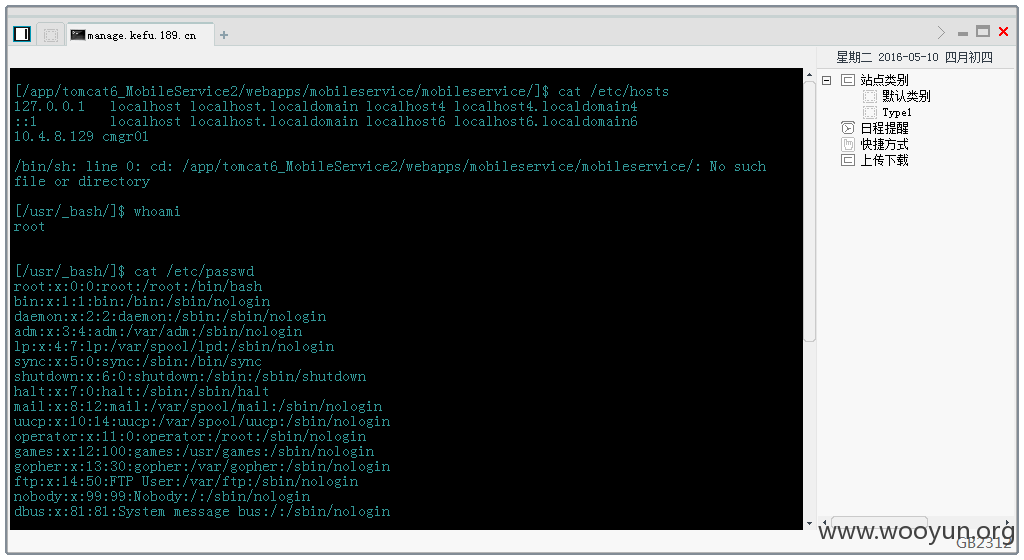 manage.kefu.189.cn
星期二 2016-05-10 四月初四
[/app/tomcat6_MobileService2/webapps/mobileservice/mobileservice/]$ cat /etc/hosts
127.0.0.1   localhost localhost.localdomain localhost4 localhost4.localdomain4
::1         localhost localhost.localdomain localhost6 localhost6.localdomain6
10.4.8.129 cmgr01
/bin/sh: line 0: cd: /app/tomcat6_MobileService2/webapps/mobileservice/mobileservice/: No such
file or directory
[/usr/_bash/]$ whoami
root
[/usr/_bash/]$ cat /etc/passwd
root:x:0:0:root:/root:/bin/bash
bin:x:1:1:bin:/bin:/sbin/nologin
daemon:x:2:2:daemon:/sbin:/sbin/nologin
adm:x:3:4:adm:/var/adm:/sbin/nologin
lp:x:4:7:lp:/var/spool/lpd:/sbin/nologin
sync:x:5:0:sync:/sbin:/bin/sync
shutdown:x:6:0:shutdown:/sbin:/sbin/shutdown
halt:x:7:0:halt:/sbin:/sbin/halt
mail:x:8:12:mail:/var/spool/mail:/sbin/nologin
uucp:x:10:14:uucp:/var/spool/uucp:/sbin/nologin
operator:x:11:0:operator:/root:/sbin/nologin
games:x:12:100:games:/usr/games:/sbin/nologin
gopher:x:13:30:gopher:/var/gopher:/sbin/nologin
ftp:x:14:50:FTP User:/var/ftp:/sbin/nologin
nobody:x:99:99:Nobody:/:/sbin/nologin
dbus:x:81:81:System message bus:/:/sbin/nologin
站点类别
默认类别
Type1
日程提醒
快捷方式
上传下载
www.wooyun.org
GB2312